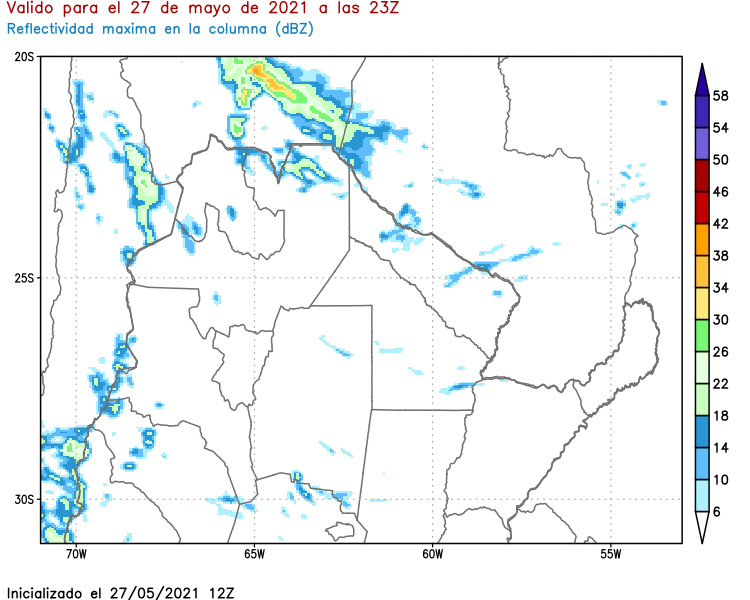 Valido para el 27 de mayo de 2021 a las 23Z
Reflectividad maxima en la columna (dBZ)
20S
25S
30S
70W 65W 60W 55W
58
54
50
46
42
38
34
30
26
22
18
14
10
6
Inicializado el 27/05/2021 12Z